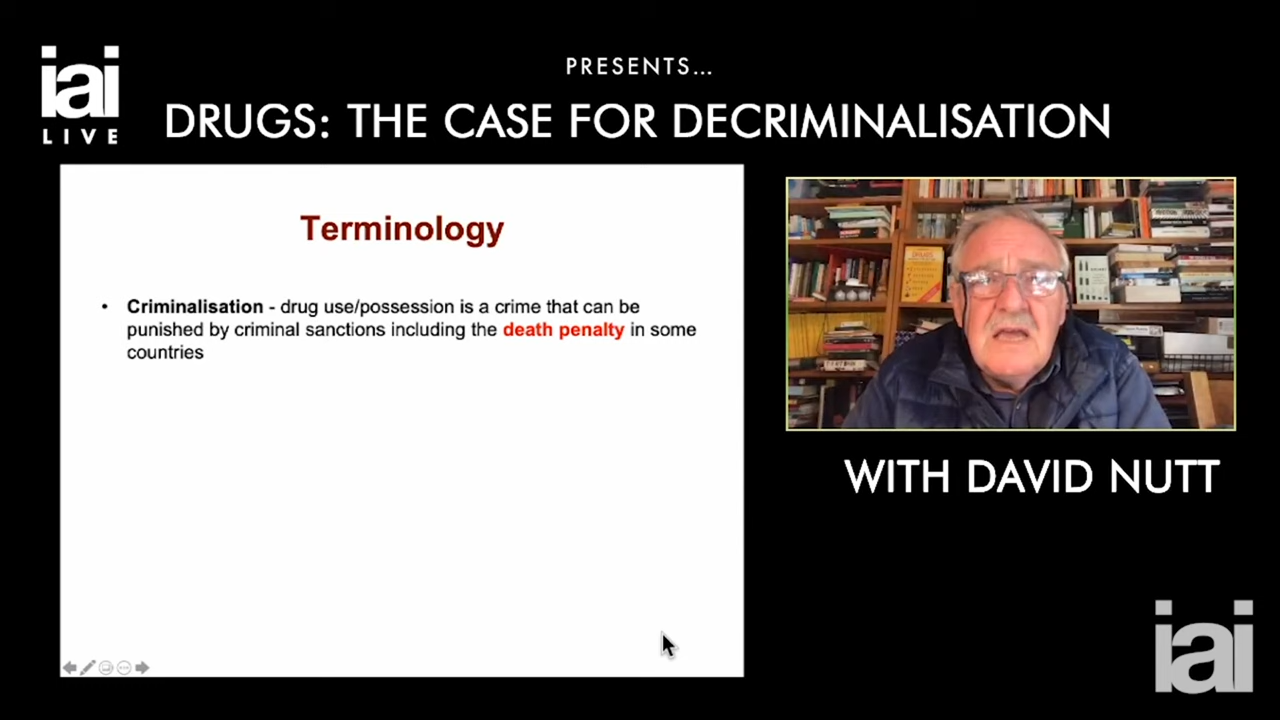 iai
LIVE
PRESENTS...
DRUGS: THE CASE FOR DECRIMINALISATION
Terminology
• Criminalisation - drug use/possession is a crime that can be
punished by criminal sanctions including the death penalty in some
countries
DRUGS
WITH DAVID NUTT
iai